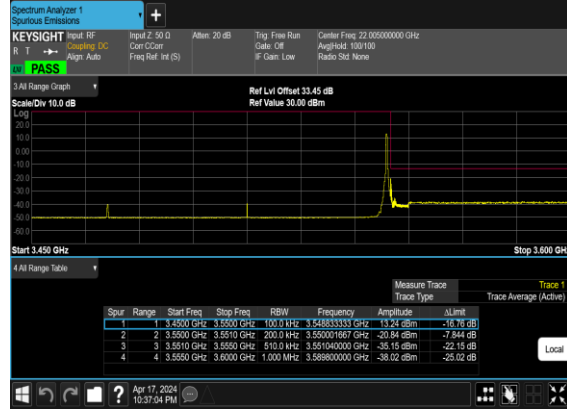 Spectrum Analyzer 1
Spurious Emissions
+
KEYSIGHT Input: RF Input Z: 50 Ω Atten: 20 dB Trig: Free Run Center Freq: 22.005000000 GHz
R T Coupling: DC Corr CCorr Gate: Off Avg|Hold: 100/100
Align: Auto Freq Ref: Int (S) IF Gain: Low Radio Std: None
PASS
3 All Range Graph
Ref Lvl Offset 33.45 dB
Scale/Div 10.0 dB Ref Value 30.00 dBm
Log
20.0
10.0
0.00
-10.0
-20.0
-30.0
-40.0
-50.0
-60.0
Start 3.450 GHz Stop 3.600 GHz
4 All Range Table
Measure Trace Trace 1
Trace Type Trace Average (Active)
Spur Range Start Freq Stop Freq RBW Frequency Amplitude ΔLimit
1 1 3.4500 GHz 3.5500 GHz 100.0 kHz 3.548833333 GHz 13.24 dBm -16.76 dB
2 2 3.5500 GHz 3.5510 GHz 200.0 kHz 3.550001667 GHz -20.84 dBm -7.844 dB
3 3 3.5510 GHz 3.5550 GHz 510.0 kHz 3.551040000 GHz -35.15 dBm -22.15 dB
4 4 3.5550 GHz 3.6000 GHz 1.000 MHz 3.589800000 GHz -38.02 dBm -25.02 dB
Local
? Apr 17, 2024
10:37:04 PM